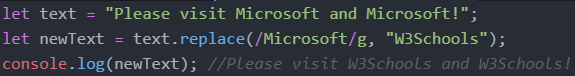 let text = "Please visit Microsoft and Microsoft!";
let newText = text.replace(/Microsoft/g, "W3Schools");
console.log(newText); //Please visit W3Schools and W3Schools!